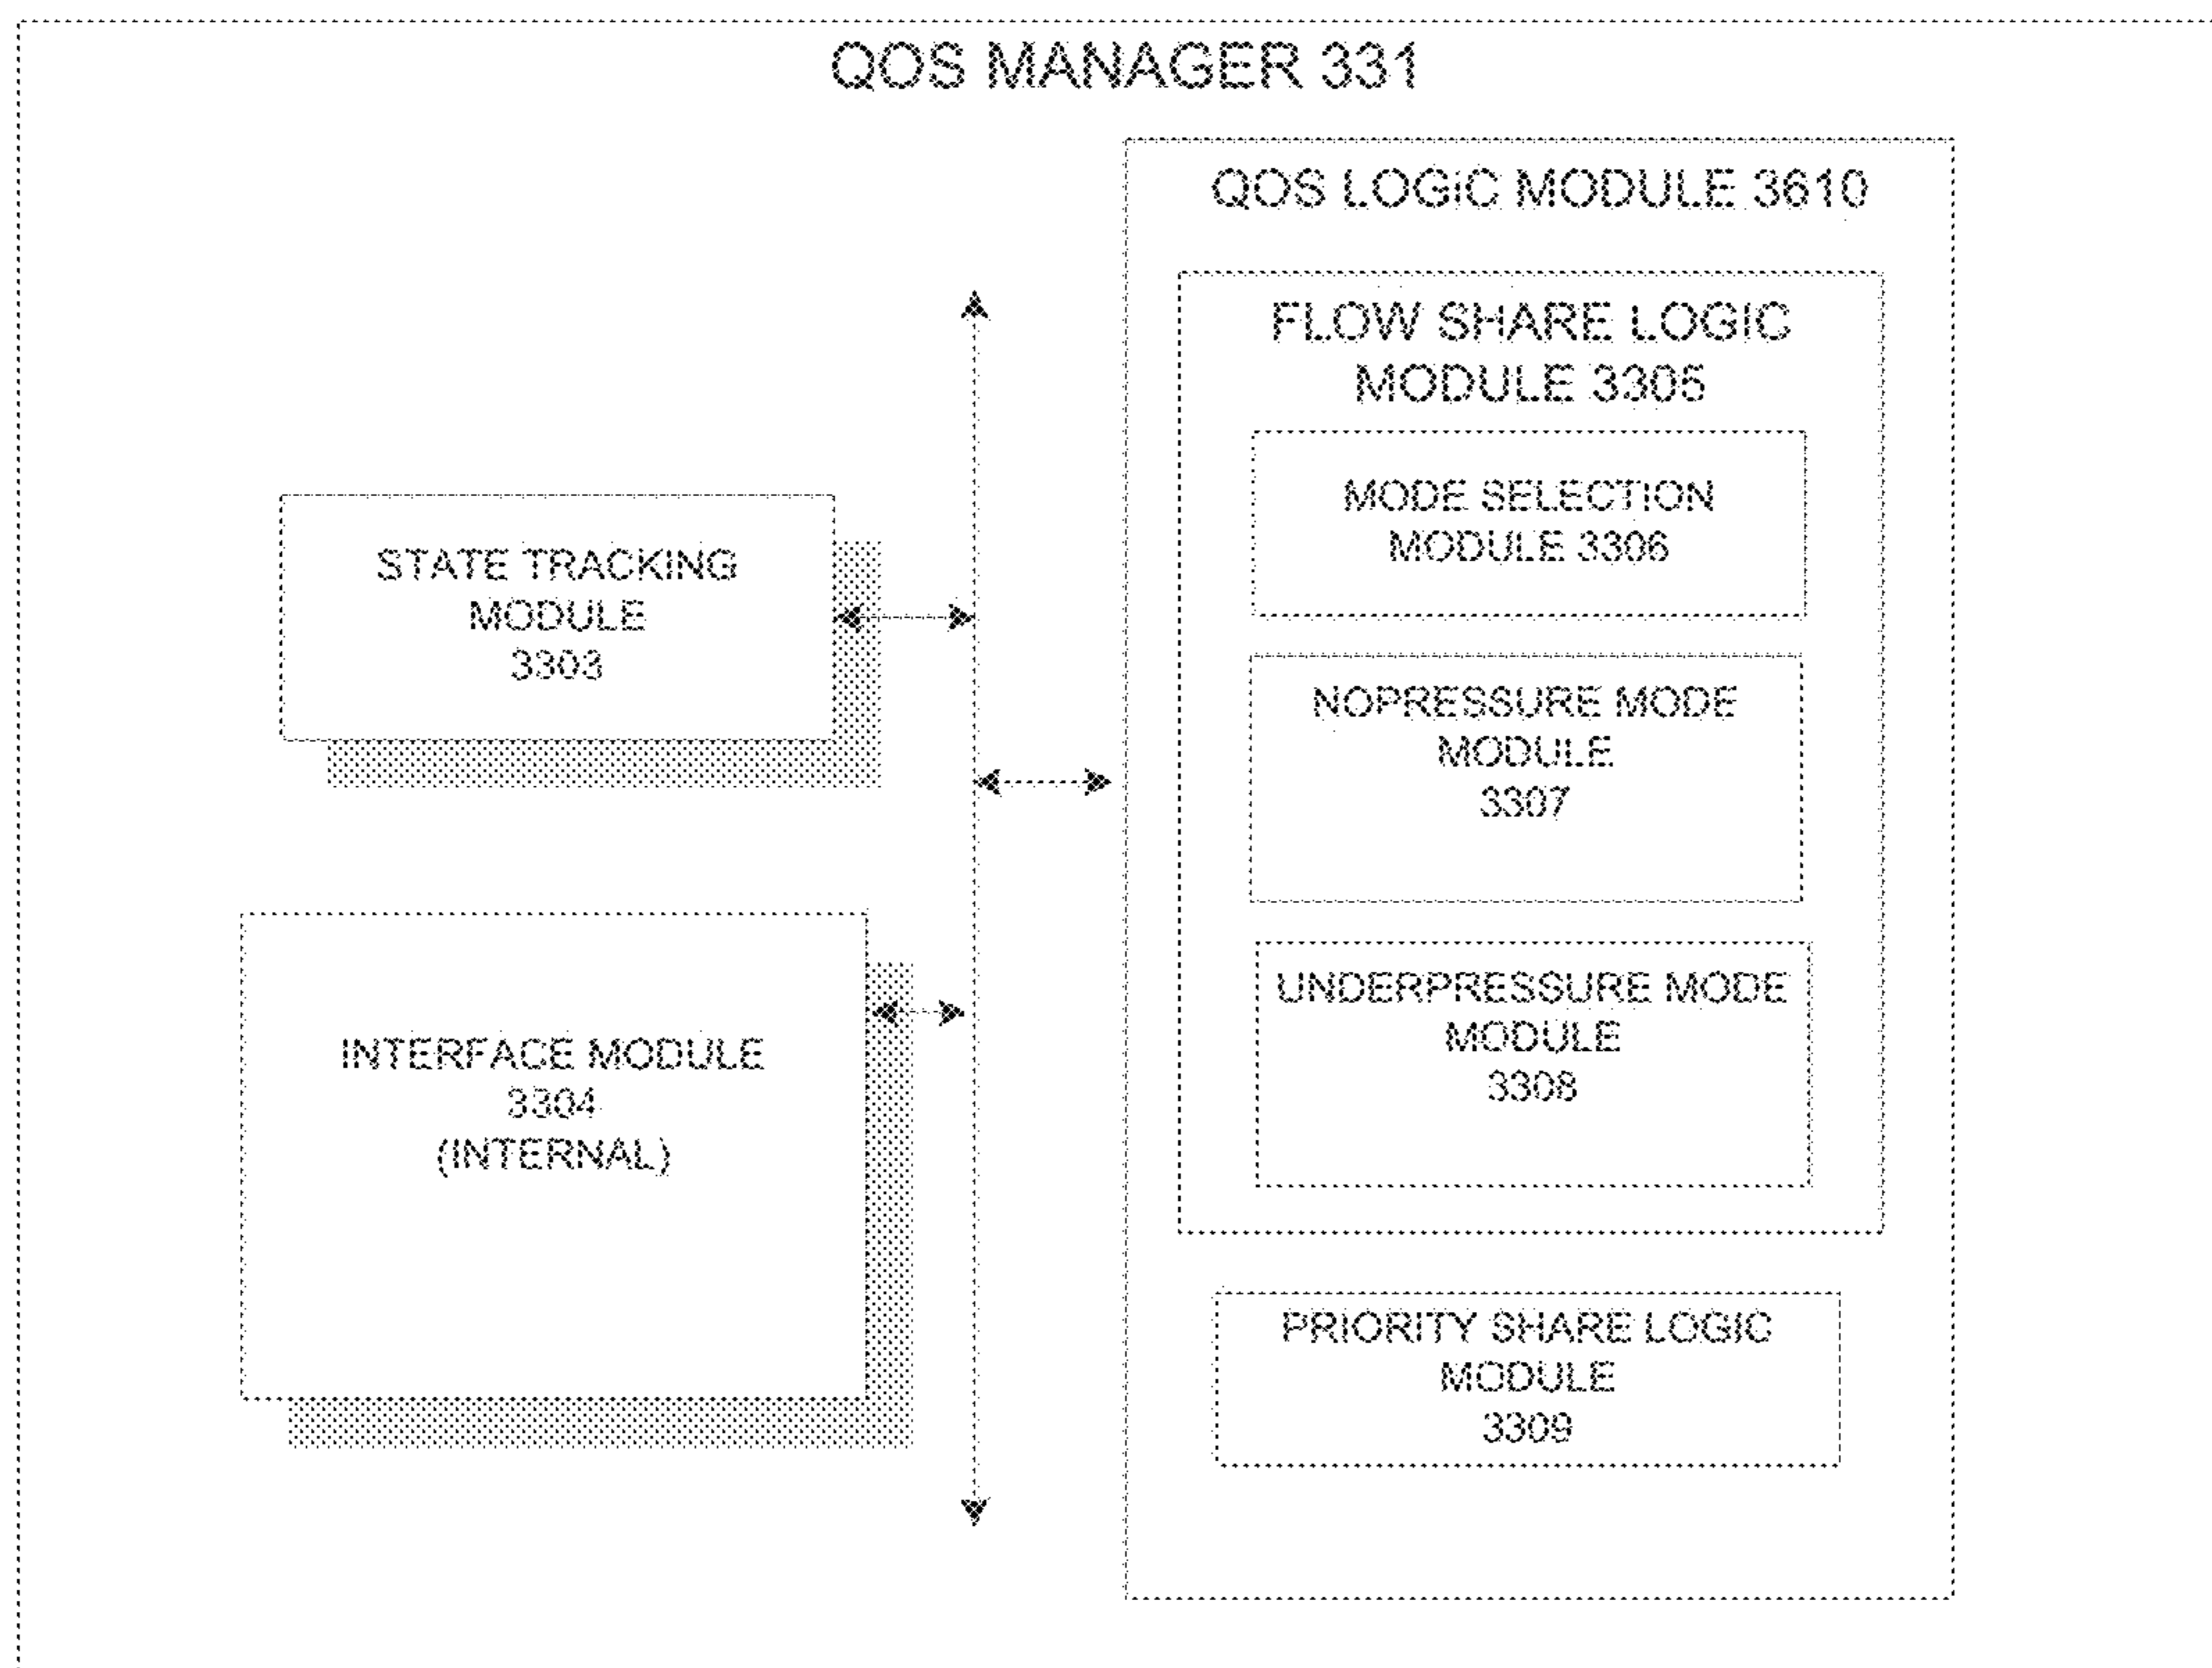 QOS MANAGER 331
STATE TRACKING
MODULE
3303
INTERFACE MODULE
3304
(INTERNAL)
QOS LOGIC MODULE 3610
FLOW SHARE LOGIC
MODULE 3305
MODE SELECTION
MODULE 3306
NOPRESSURE MODE
MODULE
3307
UNDERPRESSURE MODE
MODULE
3308
PRIORITY SHARE LOGIC
MODULE
3309